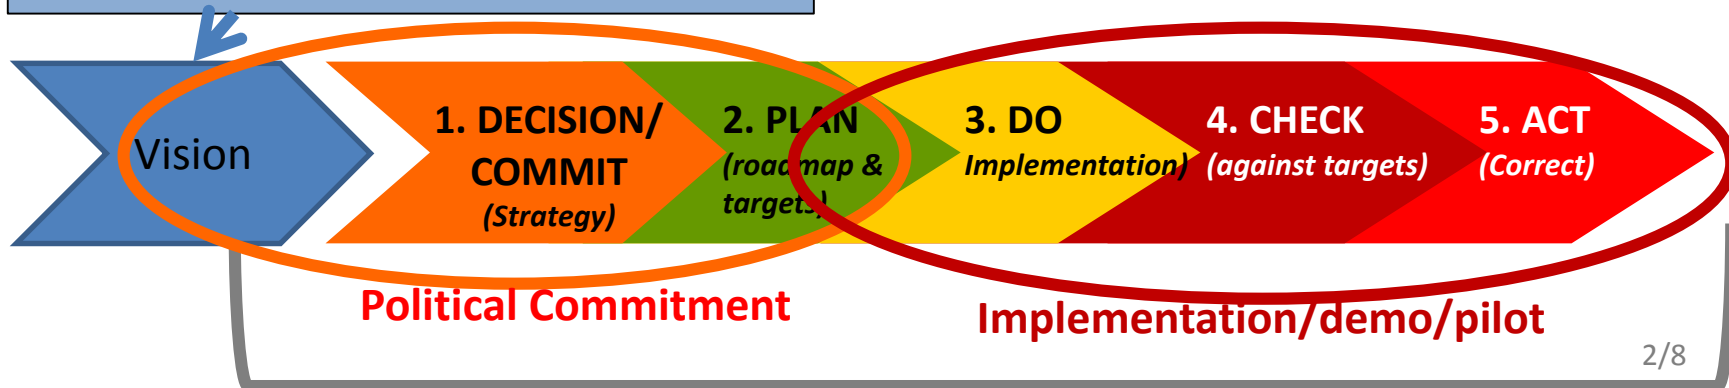 Vision
1. DECISION/
COMMIT
(Strategy)
2. PLAN
(roadmap &
targets)
3. DO
Implementation)
4. CHECK
(against targets)
5. ACT
(Correct)
Political Commitment
Implementation/demo/pilot
2/8